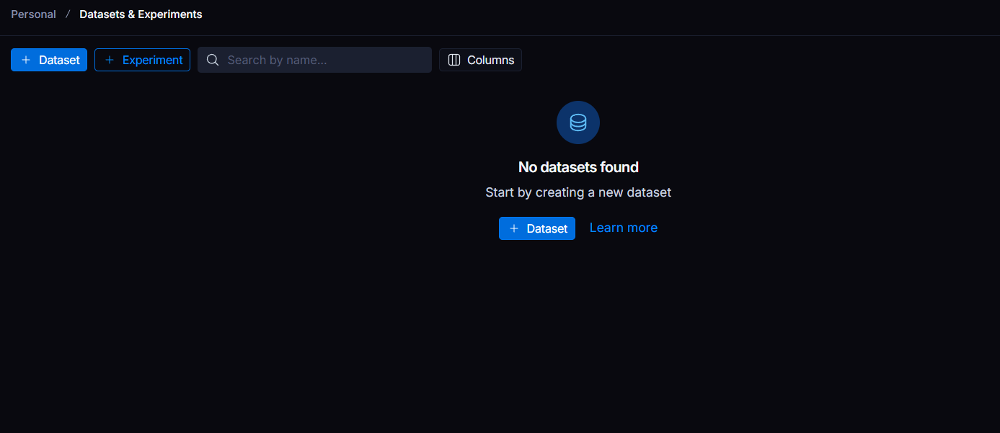 Personal / Datasets & Experiments
+ Dataset + Experiment Search by name... Columns
No datasets found
Start by creating a new dataset
+ Dataset Learn more